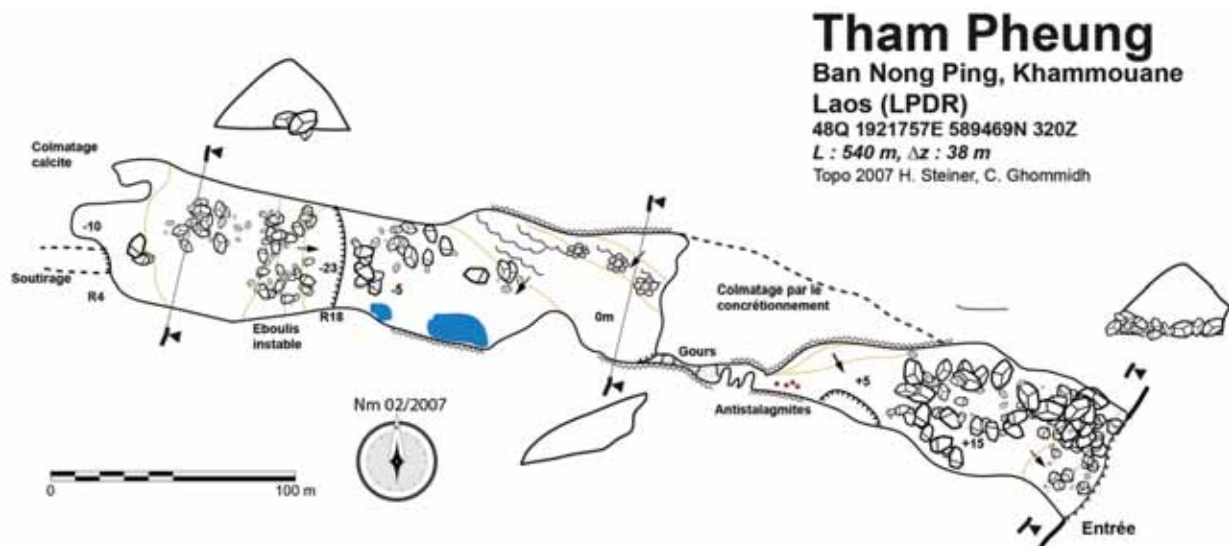 Tham Pheung
Ban Nong Ping, Khammouane
Laos (LPDR)
48Q 1921757E 589469N 320Z
L : 540 m, Δz : 38 m
Topo 2007 H. Steiner, C. Ghommidh
Colmatage
calcite
-10
Soutirage
R4
Eboulis
instable
-23
R18
-5
0m
Colmatage par le
concrétionnement
Gours
+5
Antistalagmites
+15
Entrée
Nm 02/2007
0
100 m